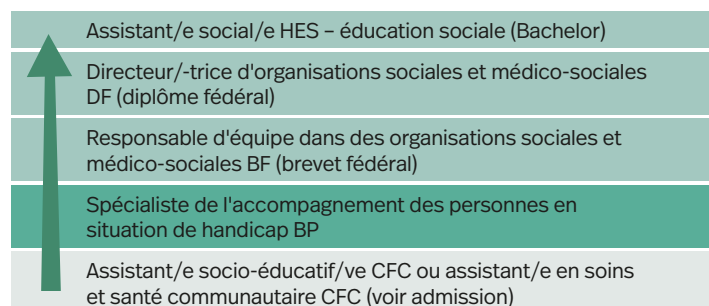 Assistant/e social/e HES – éducation sociale (Bachelor)
Directeur/-trice d'organisations sociales et médico-sociales
DF (diplôme fédéral)
Responsable d'équipe dans des organisations sociales et
médico-sociales BF (brevet fédéral)
Spécialiste de l'accompagnement des personnes en
situation de handicap BP
Assistant/e socio-éducatif/ve CFC ou assistant/e en soins
et santé communautaire CFC (voir admission)